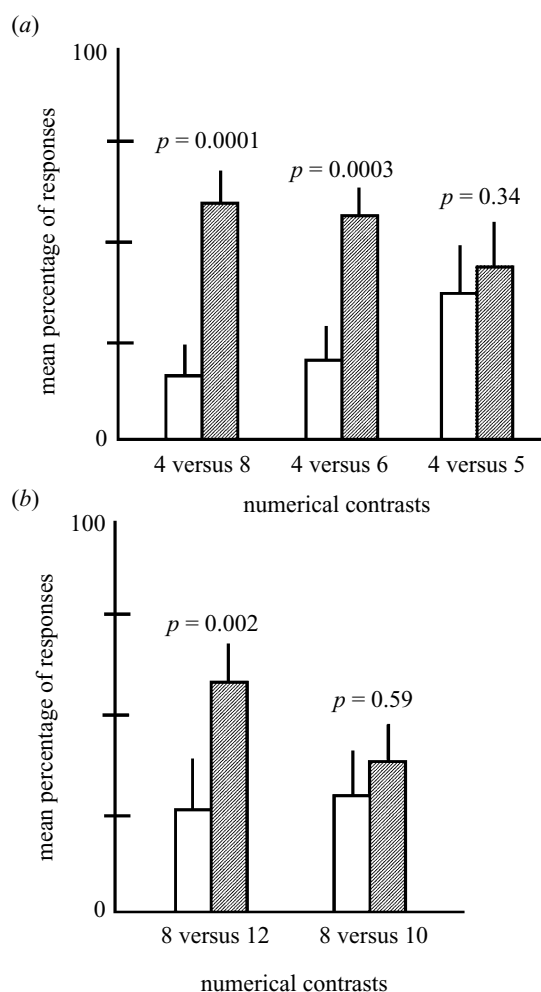 (a)
100
mean percentage of responses
p = 0.0001
p = 0.0003
p = 0.34
0
4 versus 8 4 versus 6 4 versus 5
numerical contrasts
(b)
100
mean percentage of responses
p = 0.002
p = 0.59
0
8 versus 12 8 versus 10
numerical contrasts